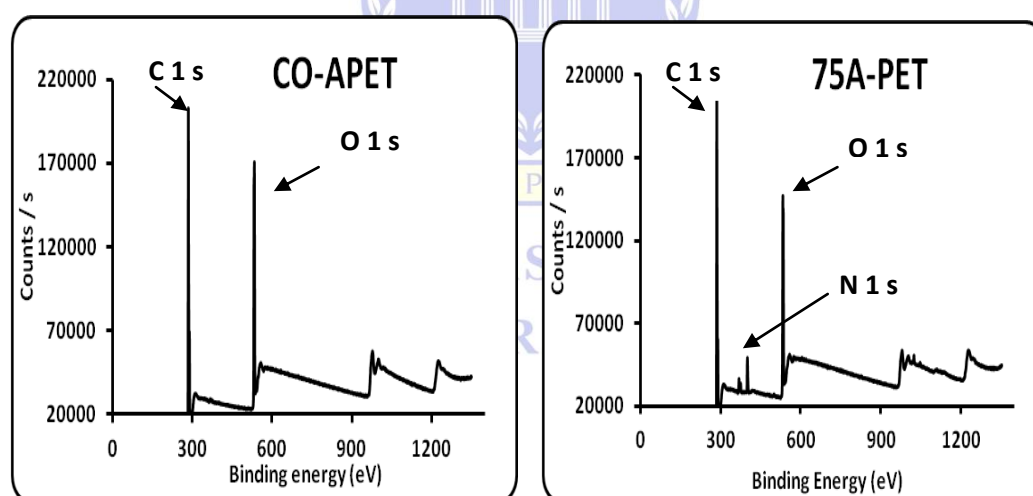 CO-APET
C 1 s
O 1 s
220000
170000
120000
70000
20000
Counts / s
0 300 600 900 1200
Binding energy (eV)
75A-PET
C 1 s
O 1 s
N 1 s
220000
170000
120000
70000
20000
Counts / s
0 300 600 900 1200
Binding Energy (eV)
P
S
R